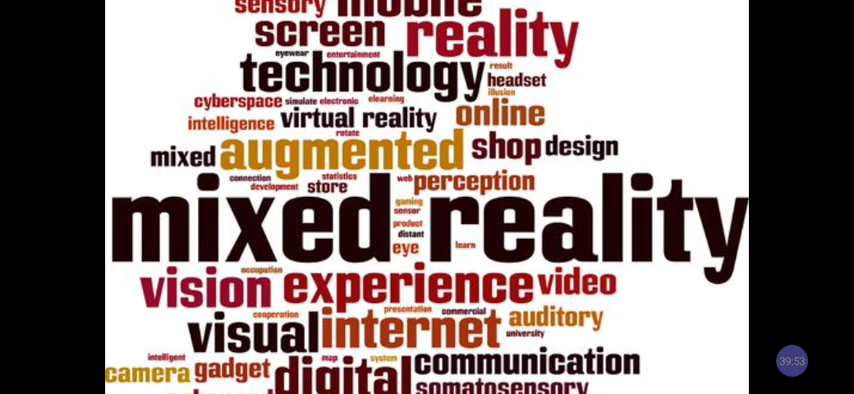 sensory mobile
screen reality
eyewear entertainment
technology result
headset
illusion
cyberspace simulate electronic elearning
intelligence virtual reality online
rotate
mixed augmented shop design
connection statistics web perception
development store
mixed reality
gaming
sensor
product
distant
eye learn
occupation
vision experience video
cooperation presentation commercial auditory
visual internet university
intelligent map system communication
camera gadget digital somatosensory
39:53